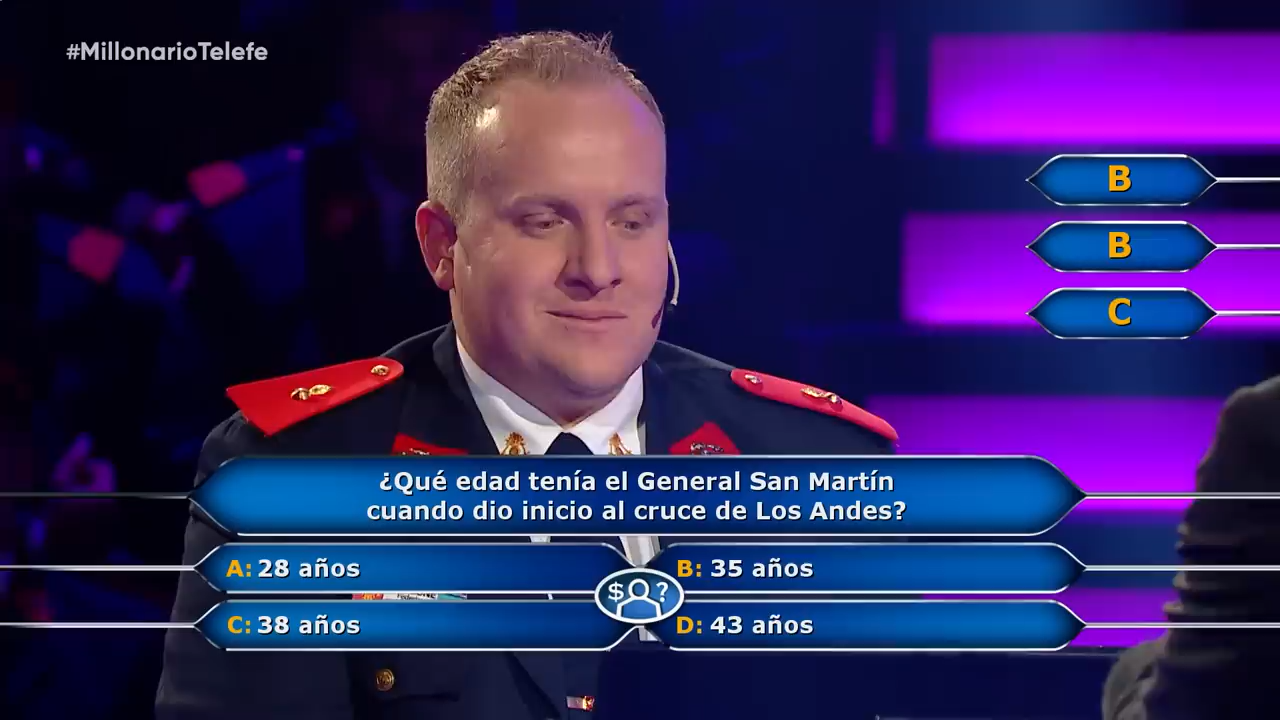 #MillonarioTelefe
B
B
C
¿Qué edad tenía el General San Martín
cuando dio inicio al cruce de Los Andes?
A: 28 años
B: 35 años
$ ?
C: 38 años
D: 43 años